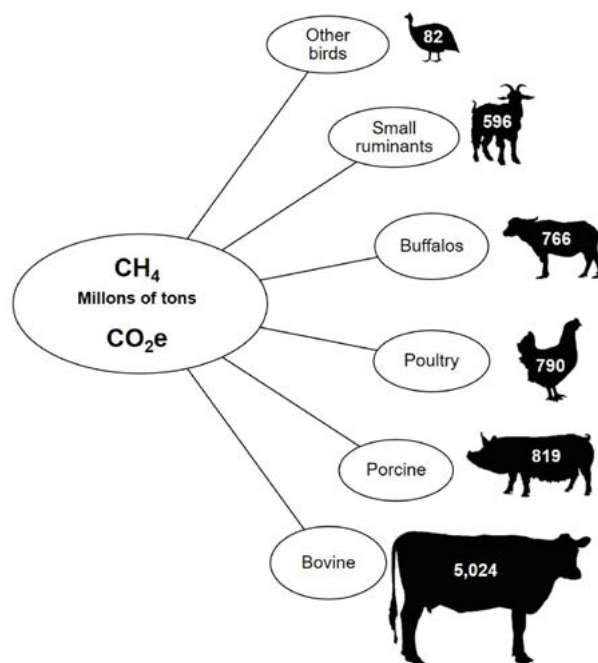 Other
birds
82
Small
ruminants
596
Buffalos
766
CH₄
Millons of tons
CO₂e
Poultry
790
Porcine
819
Bovine
5,024